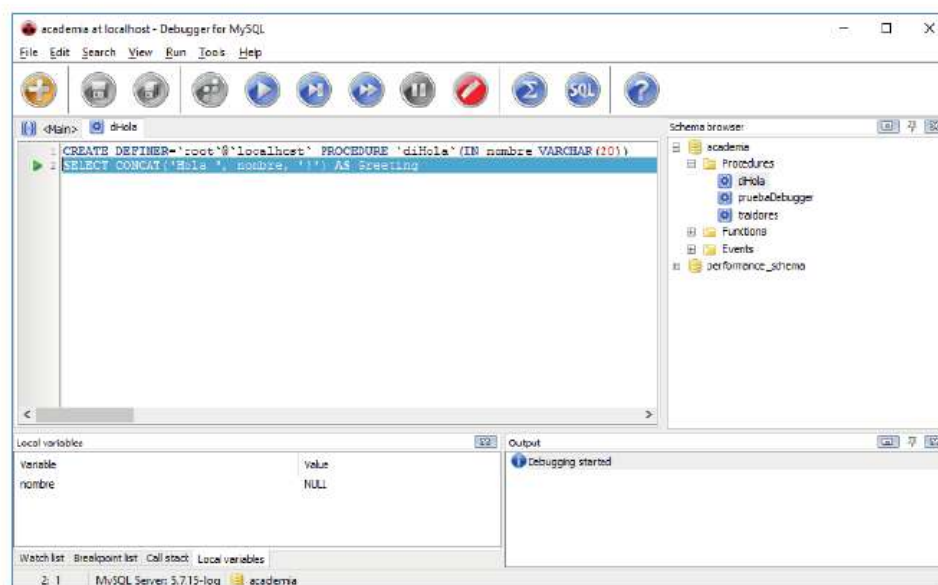 academia at localhost - Debugger for MySQL
File Edit Search View Run Tools Help
SQL
<Main> diHola
1 CREATE DEFINER=`root`@`localhost` PROCEDURE `diHola`(IN nombre VARCHAR(20))
2 SELECT CONCAT('Hola ', nombre, '!') AS Greeting
Schema browser
academia
Procedures
diHola
pruebaDebugger
traidores
Functions
Events
performance_schema
Local variables
Variable Value
nombre NULL
Watch list Breakpoint list Call stack Local variables
Output
Debugging started
2: 1 MySQL Server: 5.7.15-log academia